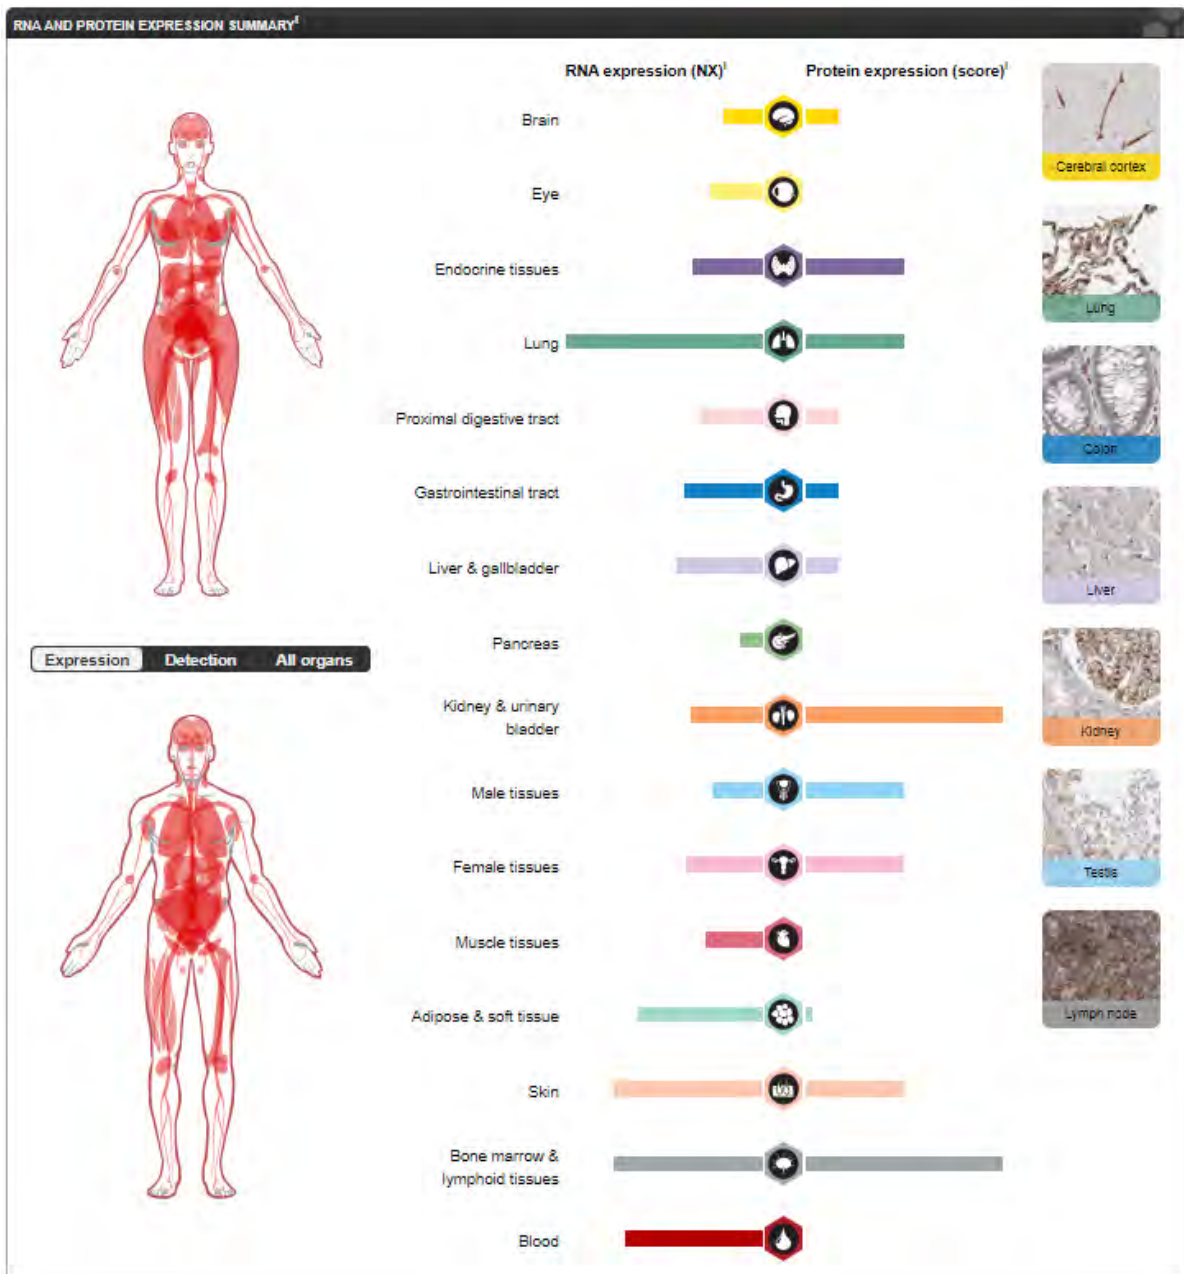 RNA AND PROTEIN EXPRESSION SUMMARYⁱ
RNA expression (NX)ⁱ
Protein expression (score)ⁱ
Brain
Cerebral cortex
Eye
Endocrine tissues
Lung
Lung
Proximal digestive tract
Colon
Gastrointestinal tract
Liver & gallbladder
Liver
Pancreas
Expression
Detection
All organs
Kidney & urinary
bladder
Kidney
Male tissues
Female tissues
Testis
Muscle tissues
Adipose & soft tissue
Lymph node
Skin
Bone marrow &
lymphoid tissues
Blood